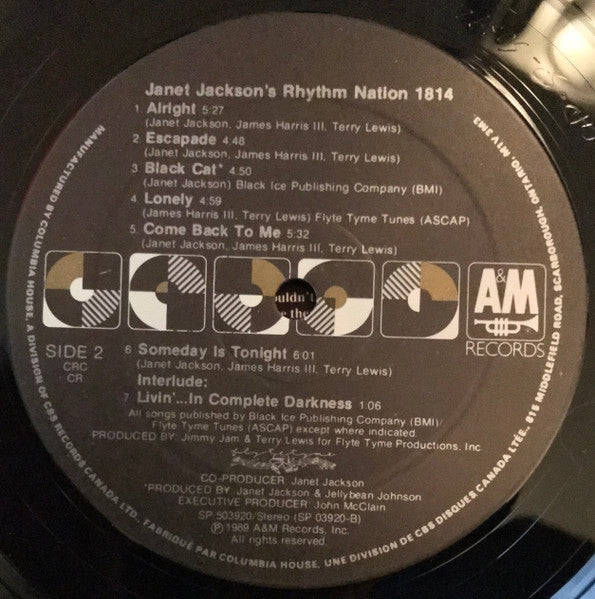 Janet Jackson's Rhythm Nation 1814
1 Alright 5:27
(Janet Jackson, James Harris III, Terry Lewis)
2 Escapade 4:48
(Janet Jackson, James Harris III, Terry Lewis)
3 Black Cat* 4:50
(Janet Jackson) Black Ice Publishing Company (BMI)
4 Lonely 4:59
(James Harris III, Terry Lewis) Flyte Tyme Tunes (ASCAP)
5 Come Back To Me 5:32
(Janet Jackson, James Harris III, Terry Lewis)
A&M
RECORDS
ouldn't
e the
SIDE 2
CRC
CR
6 Someday Is Tonight 6:01
(Janet Jackson, James Harris III, Terry Lewis)
Interlude:
7 Livin'...In Complete Darkness 1:06
All songs published by Black Ice Publishing Company (BMI)/
Flyte Tyme Tunes (ASCAP) except where indicated.
PRODUCED BY: Jimmy Jam & Terry Lewis for Flyte Tyme Productions, Inc
CO-PRODUCER Janet Jackson
*PRODUCED BY Janet Jackson & Jellybean Johnson
EXECUTIVE PRODUCER John McClain
SP 503920/Stereo (SP 03920-B)
Ⓟ 1989 A&M Records, Inc.
All rights reserved.
MANUFACTURED BY COLUMBIA HOUSE, A DIVISION OF CBS RECORDS CANADA LTD. FABRIQUÉ PAR COLUMBIA HOUSE, UNE DIVISION DE CBS DISQUES CANADA LTÉE. 815 MIDDLEFIELD ROAD, SCARBOROUGH, ONTARIO, M1V 3M3